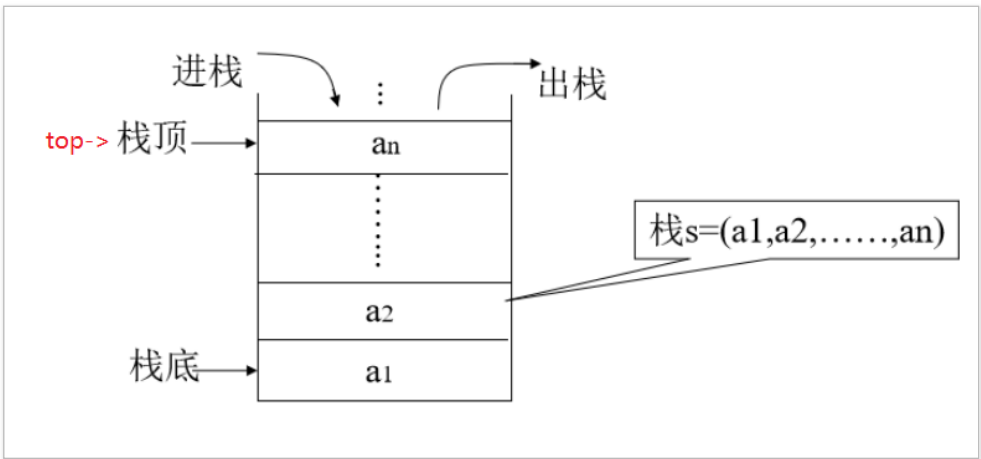 进栈
出栈
⋮
top-> 栈顶
an
栈s=(a1,a2,……,an)
a2
栈底
a1